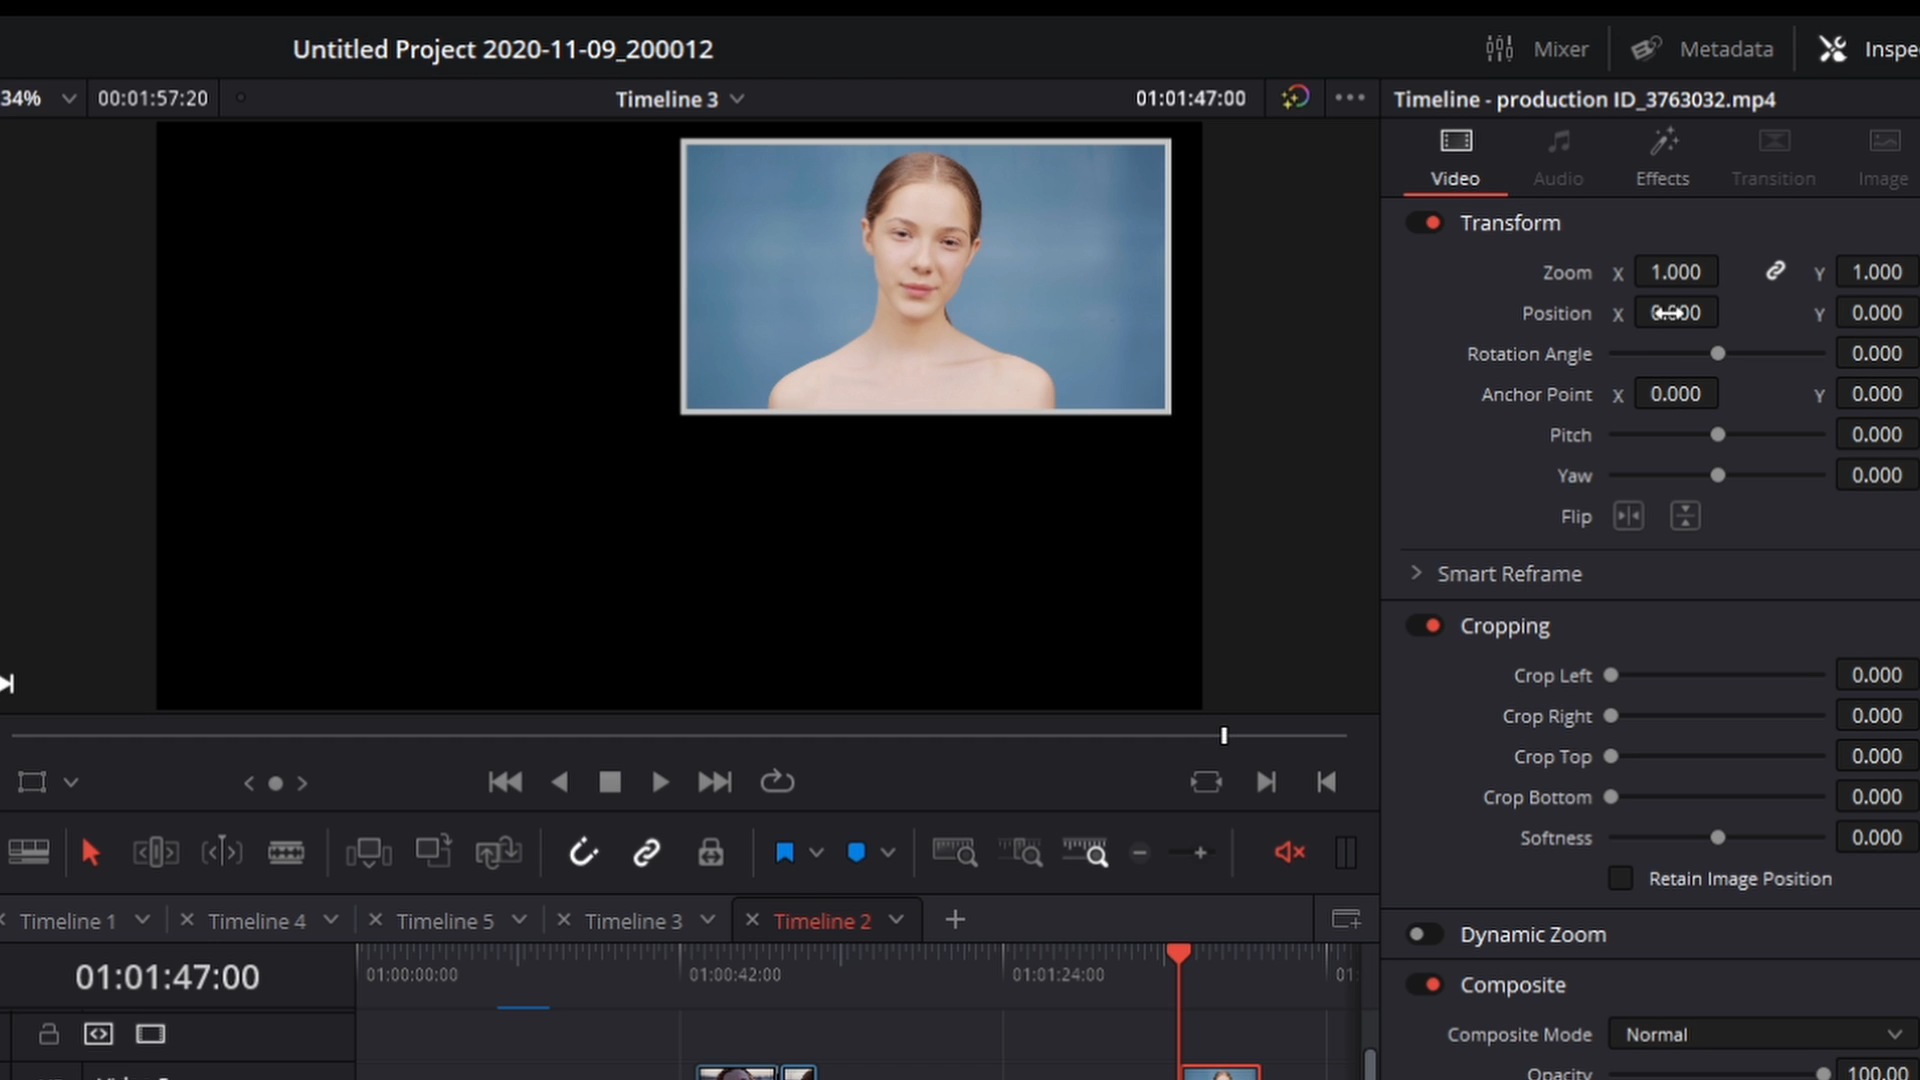 Untitled Project 2020-11-09_200012
Mixer
Metadata
Inspe
34%
00:01:57:20
Timeline 3
01:01:47:00
Timeline - production ID_3763032.mp4
Video
Audio
Effects
Transition
Image
Transform
Zoom X 1.000 Y 1.000
Position X Y 0.000
Rotation Angle 0.000
Anchor Point X 0.000 Y 0.000
Pitch 0.000
Yaw 0.000
Flip
Smart Reframe
Cropping
Crop Left 0.000
Crop Right 0.000
Crop Top 0.000
Crop Bottom 0.000
Softness 0.000
Retain Image Position
Dynamic Zoom
Composite
Composite Mode Normal
Opacity 100.00
Timeline 1
Timeline 4
Timeline 5
Timeline 3
Timeline 2
01:01:47:00
01:00:00:00
01:00:42:00
01:01:24:00
01: